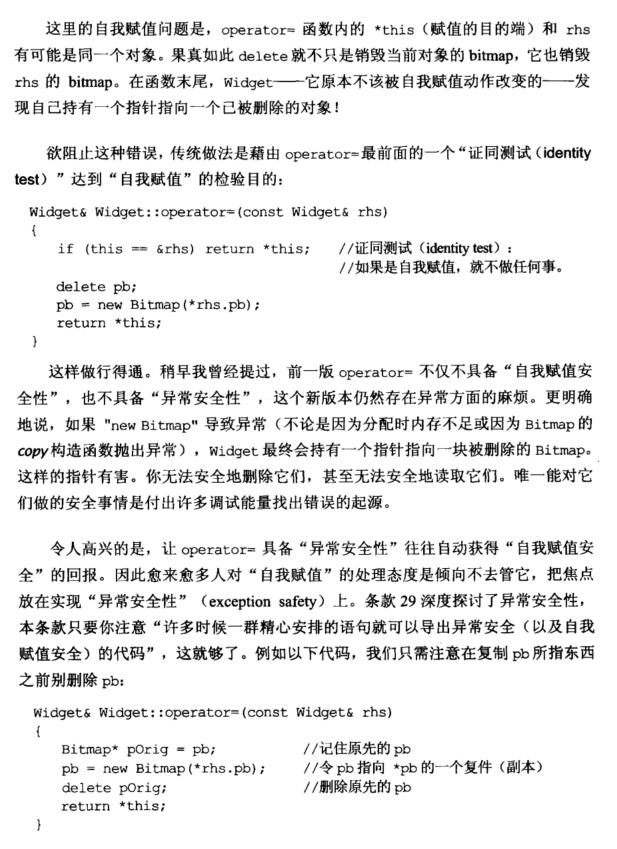 这里的自我赋值问题是，operator= 函数内的 *this（赋值的目的端）和 rhs
有可能是同一个对象。果真如此 delete 就不只是销毁当前对象的 bitmap，它也销毁
rhs 的 bitmap。在函数末尾，Widget——它原本不该被自我赋值动作改变的——发
现自己持有一个指针指向一个已被删除的对象！
欲阻止这种错误，传统做法是藉由 operator=最前面的一个“证同测试（identity
test）”达到“自我赋值”的检验目的：
Widget& Widget::operator=(const Widget& rhs)
{
if (this == &rhs) return *this; //证同测试（identity test）：
//如果是自我赋值，就不做任何事。
delete pb;
pb = new Bitmap(*rhs.pb);
return *this;
}
这样做行得通。稍早我曾经提过，前一版 operator= 不仅不具备“自我赋值安
全性”，也不具备“异常安全性”，这个新版本仍然存在异常方面的麻烦。更明确
地说，如果 "new Bitmap" 导致异常（不论是因为分配时内存不足或因为 Bitmap 的
copy 构造函数抛出异常），Widget 最终会持有一个指针指向一块被删除的 Bitmap。
这样的指针有害。你无法安全地删除它们，甚至无法安全地读取它们。唯一能对它
们做的安全事情是付出许多调试能量找出错误的起源。
令人高兴的是，让 operator= 具备“异常安全性”往往自动获得“自我赋值安
全”的回报。因此愈来愈多人对“自我赋值”的处理态度是倾向不去管它，把焦点
放在实现“异常安全性”（exception safety）上。条款 29 深度探讨了异常安全性，
本条款只要你注意“许多时候一群精心安排的语句就可以导出异常安全（以及自我
赋值安全）的代码”，这就够了。例如以下代码，我们只需注意在复制 pb 所指东西
之前别删除 pb：
Widget& Widget::operator=(const Widget& rhs)
{
Bitmap* pOrig = pb; //记住原先的 pb
pb = new Bitmap(*rhs.pb); //令 pb 指向 *pb 的一个复件（副本）
delete pOrig; //删除原先的 pb
return *this;
}